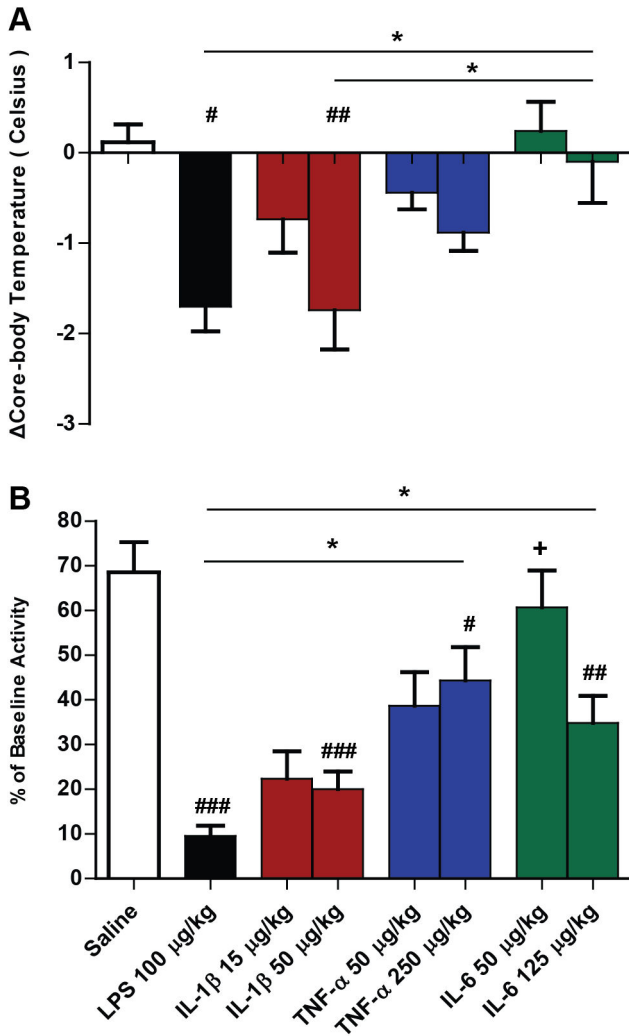 A
*
*
#
##
ΔCore-body Temperature ( Celsius )
1
0
-1
-2
-3
B
*
*
+
#
##
###
###
% of Baseline Activity
80
70
60
50
40
30
20
10
0
Saline
LPS 100 μg/kg
IL-1β 15 μg/kg
IL-1β 50 μg/kg
TNF-α 50 μg/kg
TNF-α 250 μg/kg
IL-6 50 μg/kg
IL-6 125 μg/kg